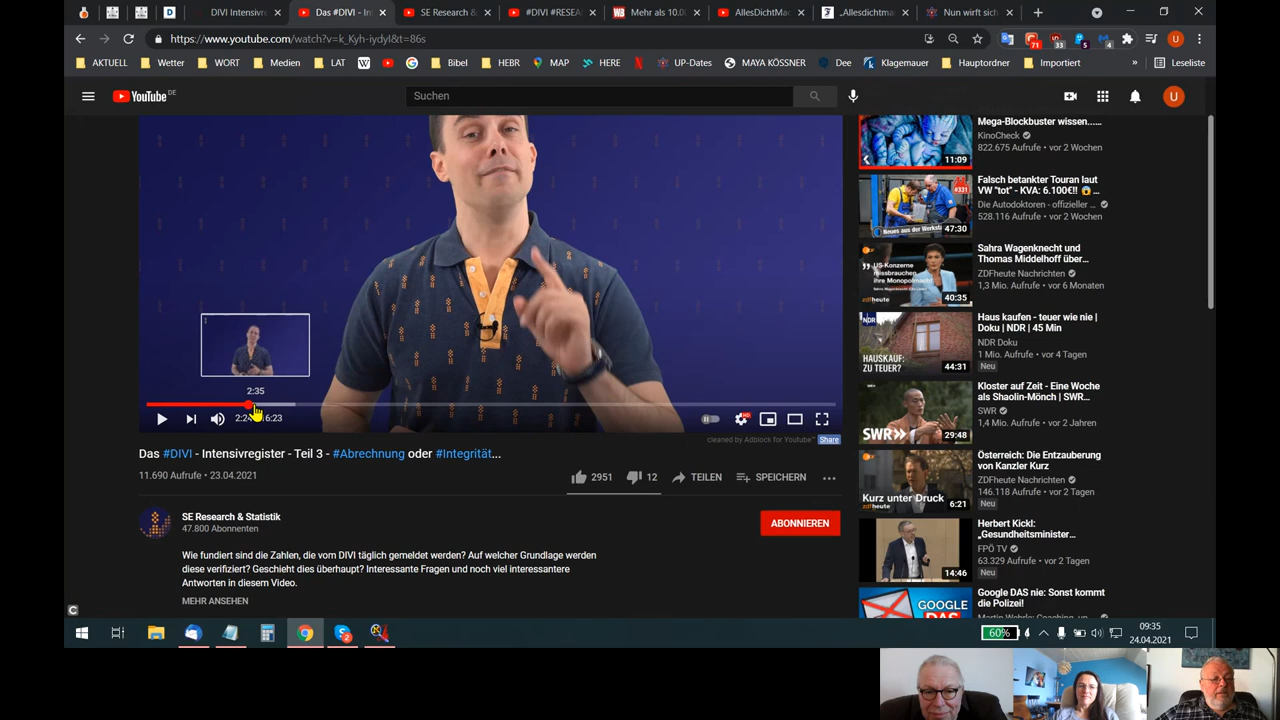 DIVI Intensivre
Das #DIVI - In
SE Research &
#DIVI #RESEA
Mehr als 10.0
AllesDichtMa
„Allesdichtma
Nun wirft sich
https://www.youtube.com/watch?v=k_Kyh-iydyI&t=86s
AKTUELL
Wetter
WORT
Medien
LAT
Bibel
HEBR
MAP
HERE
UP-Dates
MAYA KÖSSNER
Dee
Klagemauer
Hauptordner
Importiert
»
Leseliste
YouTube DE
Suchen
U
2:35
cleaned by Adblock for Youtube™
Share
Das #DIVI - Intensivregister - Teil 3 - #Abrechnung oder #Integrität...
11.690 Aufrufe • 23.04.2021
2951
12
TEILEN
SPEICHERN
SE Research & Statistik
47.800 Abonnenten
ABONNIEREN
Wie fundiert sind die Zahlen, die vom DIVI täglich gemeldet werden? Auf welcher Grundlage werden
diese verifiziert? Geschieht dies überhaupt? Interessante Fragen und noch viel interessantere
Antworten in diesem Video.
MEHR ANSEHEN
Mega-Blockbuster wissen....
KinoCheck
822.675 Aufrufe • vor 2 Wochen
11:09
Falsch betankter Touran laut
VW "tot" - KVA: 6.100€!!
Die Autodoktoren - offizieller ...
528.116 Aufrufe • vor 2 Wochen
#331
47:30
Sahra Wagenknecht und
Thomas Middelhoff über...
ZDFheute Nachrichten
1,3 Mio. Aufrufe • vor 6 Monaten
US-Konzerne
missbrauchen
ihre Monopolmacht
40:35
Haus kaufen - teuer wie nie |
Doku | NDR | 45 Min
NDR Doku
1 Mio. Aufrufe • vor 4 Tagen
Neu
NDR
HAUSKAUF:
ZU TEUER?
44:31
Kloster auf Zeit - Eine Woche
als Shaolin-Mönch | SWR...
SWR
1,4 Mio. Aufrufe • vor 2 Jahren
SWR
29:48
Österreich: Die Entzauberung
von Kanzler Kurz
ZDFheute Nachrichten
146.118 Aufrufe • vor 2 Tagen
Neu
Kurz unter Druck
6:21
Herbert Kickl:
„Gesundheitsminister...
FPÖ TV
63.329 Aufrufe • vor 2 Tagen
Neu
14:46
Google DAS nie: Sonst kommt
die Polizei!
GOOGLE
DAS
60%
09:35
24.04.2021